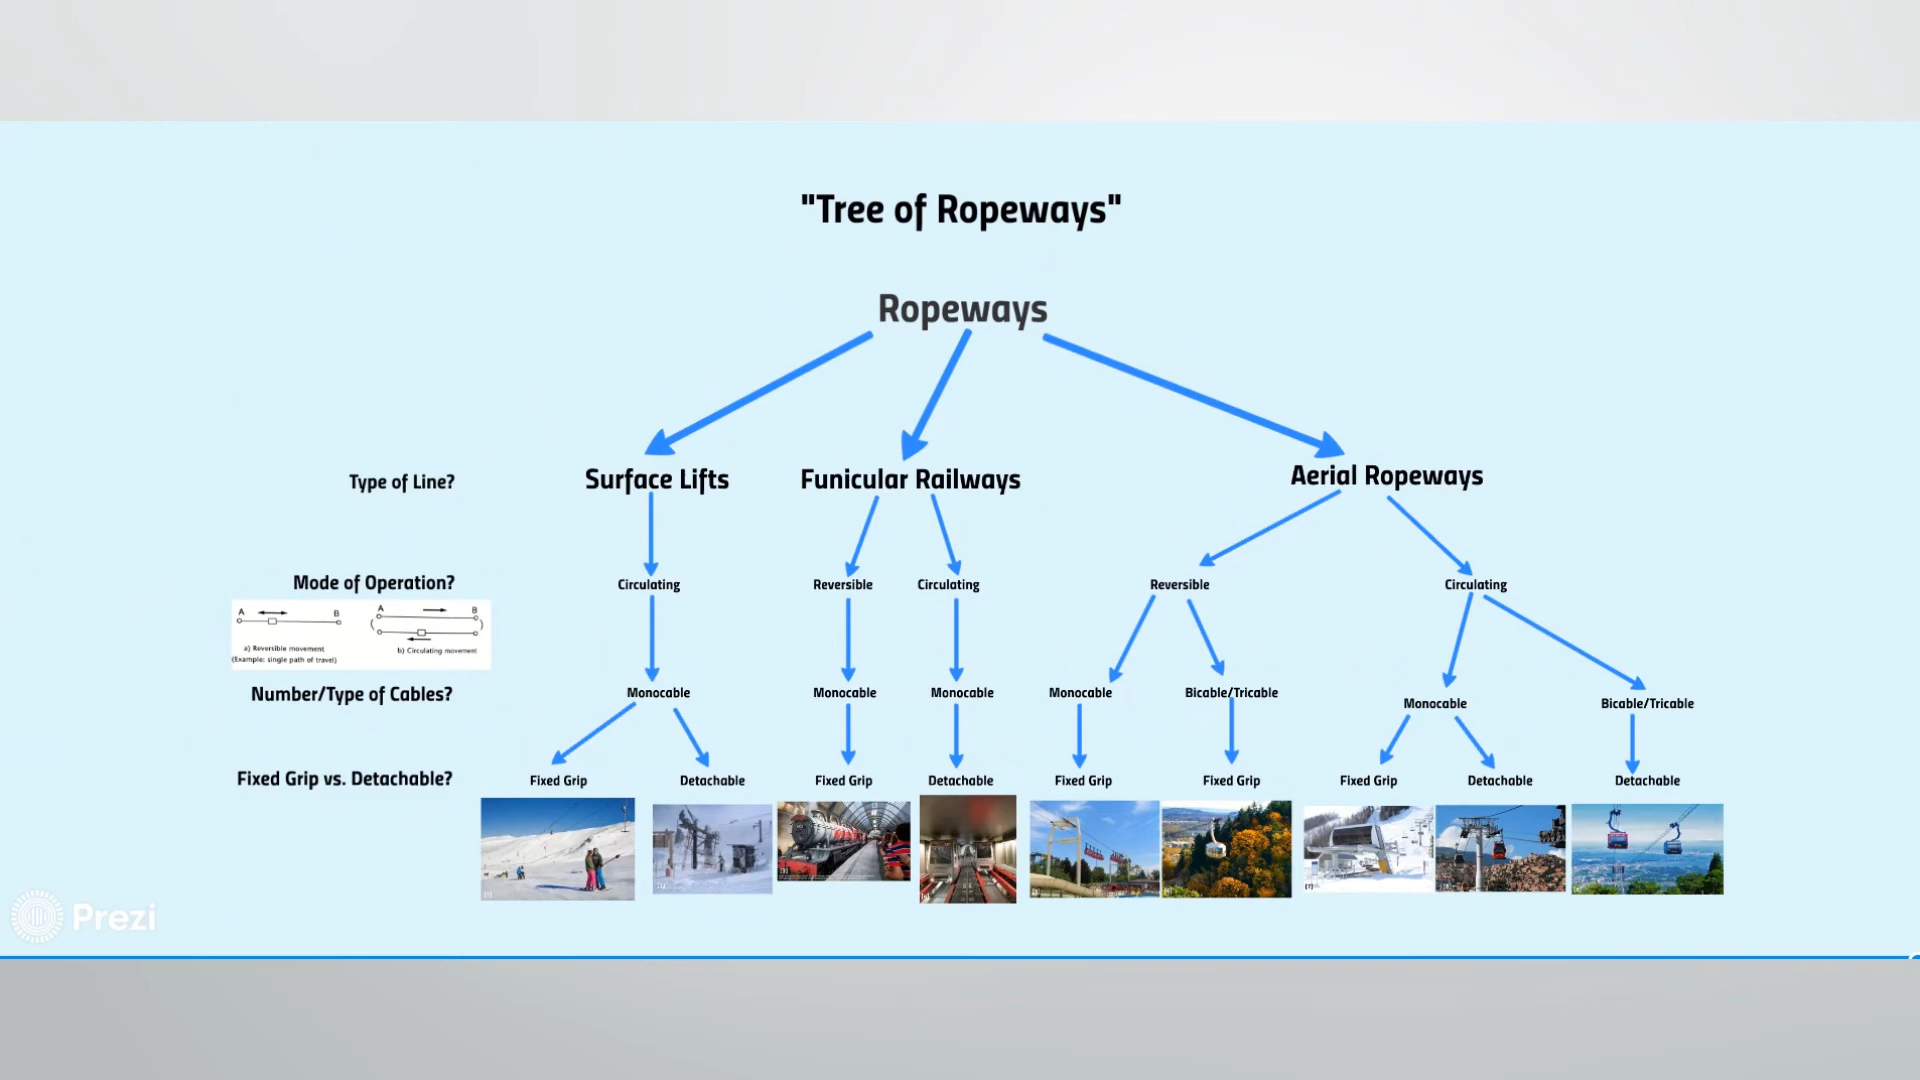 "Tree of Ropeways"
Ropeways
Type of Line?
Surface Lifts
Funicular Railways
Aerial Ropeways
Mode of Operation?
Circulating
Reversible
Circulating
Reversible
Circulating
A B
A B
a) Reversible movement
(Example: single path of travel)
b) Circulating movement
Number/Type of Cables?
Monocable
Monocable
Monocable
Monocable
Bicable/Tricable
Monocable
Bicable/Tricable
Fixed Grip vs. Detachable?
Fixed Grip
Detachable
Fixed Grip
Detachable
Fixed Grip
Fixed Grip
Fixed Grip
Detachable
Detachable
[7]
Prezi